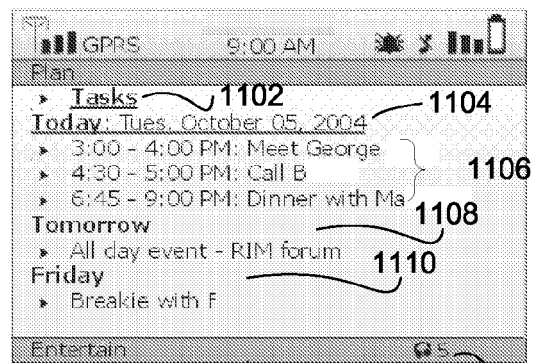 GPRS 9:00 AM
Plan
Tasks 1102
1104
Today: Tues, October 05, 2004
3:00 - 4:00 PM: Meet George
4:30 - 5:00 PM: Call B
1106
6:45 - 9:00 PM: Dinner with Ma
Tomorrow 1108
All day event - RIM forum
1110
Friday
Breakie with F
Entertain 5